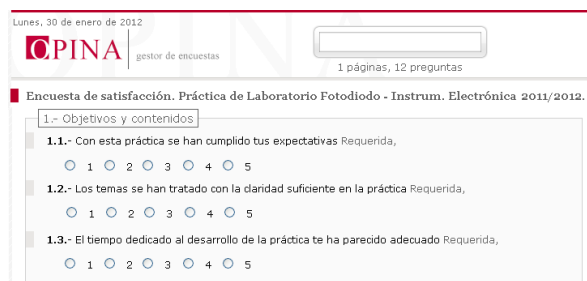 Lunes, 30 de enero de 2012
OPINA gestor de encuestas
1 páginas, 12 preguntas
Encuesta de satisfacción. Práctica de Laboratorio Fotodiodo - Instrum. Electrónica 2011/2012.
1.- Objetivos y contenidos
1.1.- Con esta práctica se han cumplido tus expectativas Requerida,
1 2 3 4 5
1.2.- Los temas se han tratado con la claridad suficiente en la práctica Requerida,
1 2 3 4 5
1.3.- El tiempo dedicado al desarrollo de la práctica te ha parecido adecuado Requerida,
1 2 3 4 5